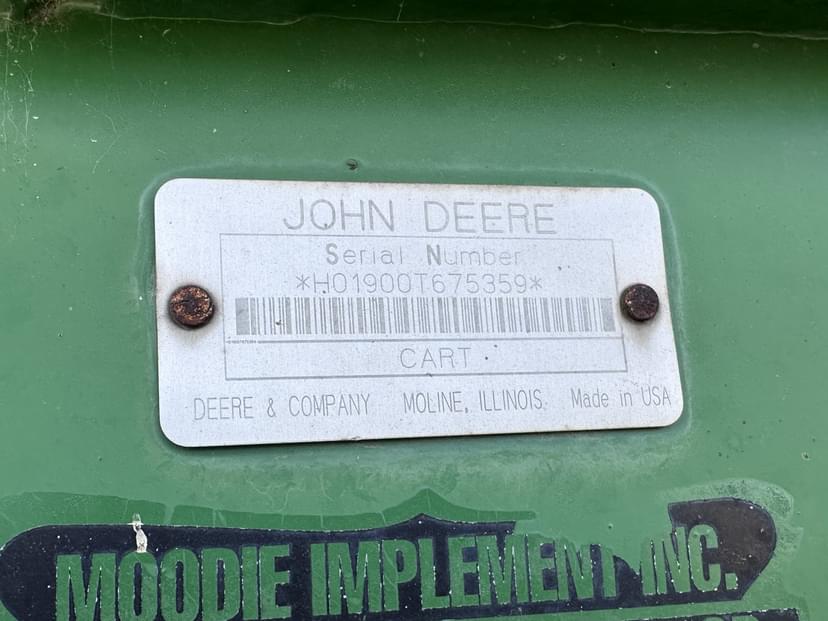 JOHN DEERE
Serial Number
*H01900T675359*
CART
DEERE & COMPANY MOLINE, ILLINOIS. Made in USA
MOODIE IMPLEMENT INC.